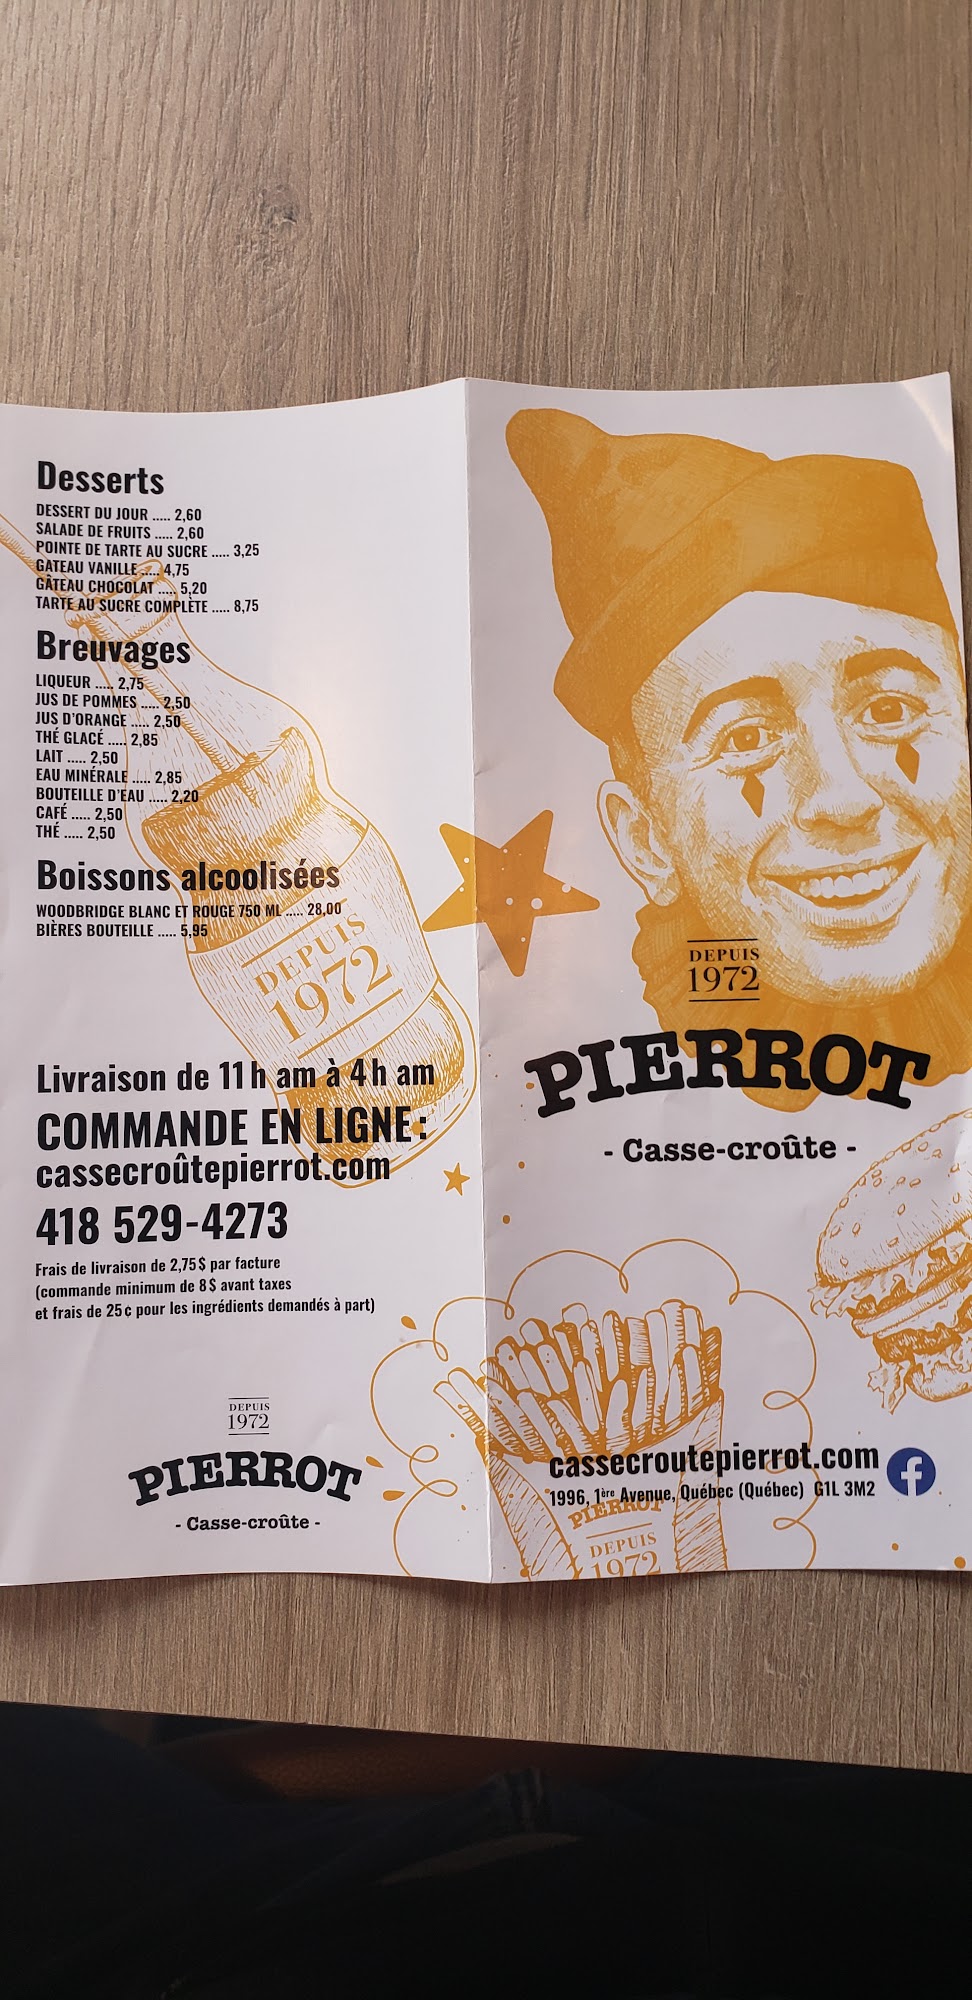 Desserts
DESSERT DU JOUR ..... 2,60
SALADE DE FRUITS ..... 2,60
POINTE DE TARTE AU SUCRE ..... 3,25
GATEAU VANILLE ..... 4,75
GÂTEAU CHOCOLAT ..... 5,20
TARTE AU SUCRE COMPLÈTE ..... 8,75
Breuvages
LIQUEUR ..... 2,75
JUS DE POMMES ..... 2,50
JUS D'ORANGE ..... 2,50
THÉ GLACÉ ..... 2,85
LAIT ..... 2,50
EAU MINÉRALE ..... 2,85
BOUTEILLE D'EAU ..... 2,20
CAFÉ ..... 2,50
THÉ ..... 2,50
Boissons alcoolisées
WOODBRIDGE BLANC ET ROUGE 750 ML ..... 28,00
BIÈRES BOUTEILLE ..... 5,95
DEPUIS
1972
Livraison de 11 h am à 4 h am
COMMANDE EN LIGNE :
cassecroûtepierrot.com
418 529-4273
Frais de livraison de 2,75 $ par facture
(commande minimum de 8 $ avant taxes
et frais de 25 ¢ pour les ingrédients demandés à part)
DEPUIS
1972
PIERROT
- Casse-croûte -
DEPUIS
1972
PIERROT
- Casse-croûte -
cassecroutepierrot.com
f
1996, 1ère Avenue, Québec (Québec) G1L 3M2
PIERROT
DEPUIS
1972